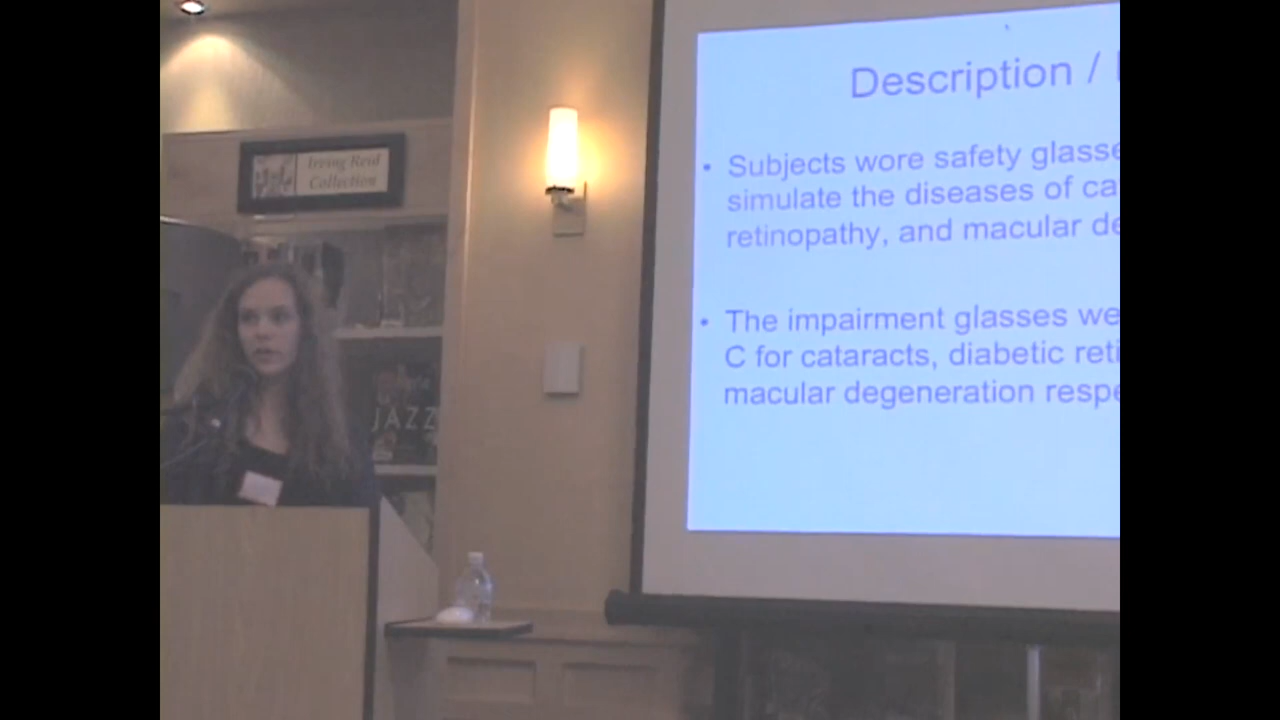 Irving Reid
Collection
JAZZ
Description /
Subjects wore safety glasse
simulate the diseases of ca
retinopathy, and macular de
The impairment glasses we
C for cataracts, diabetic reti
macular degeneration respe